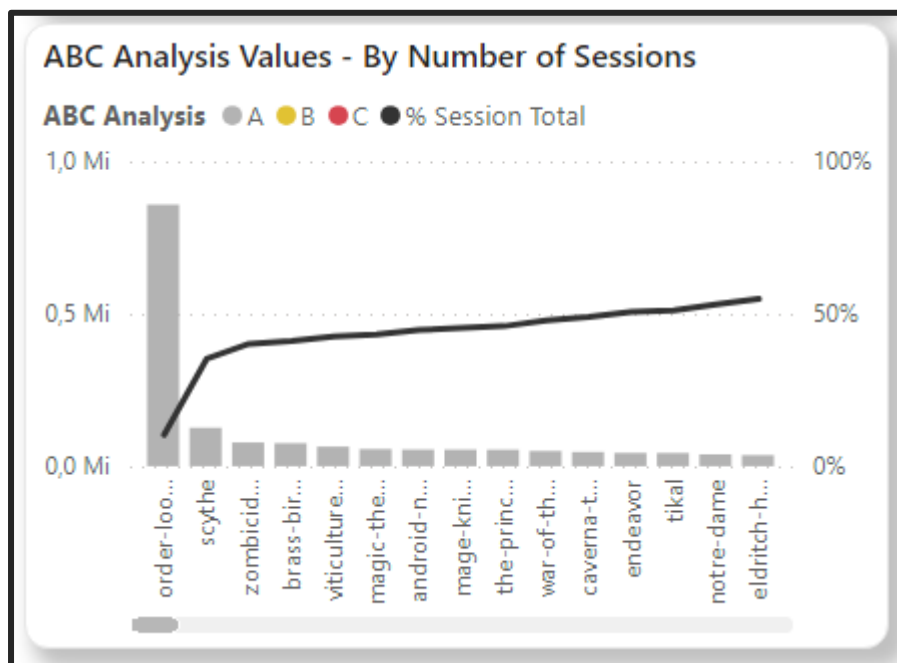 ABC Analysis Values - By Number of Sessions
ABC Analysis A B C % Session Total
1,0 Mi 100%
0,5 Mi 50%
0,0 Mi 0%
order-loo...
scythe
zombicid...
brass-bir...
viticulture...
magic-the...
android-n...
mage-kni...
the-princ...
war-of-th...
caverna-t...
endeavor
tikal
notre-dame
eldritch-h...